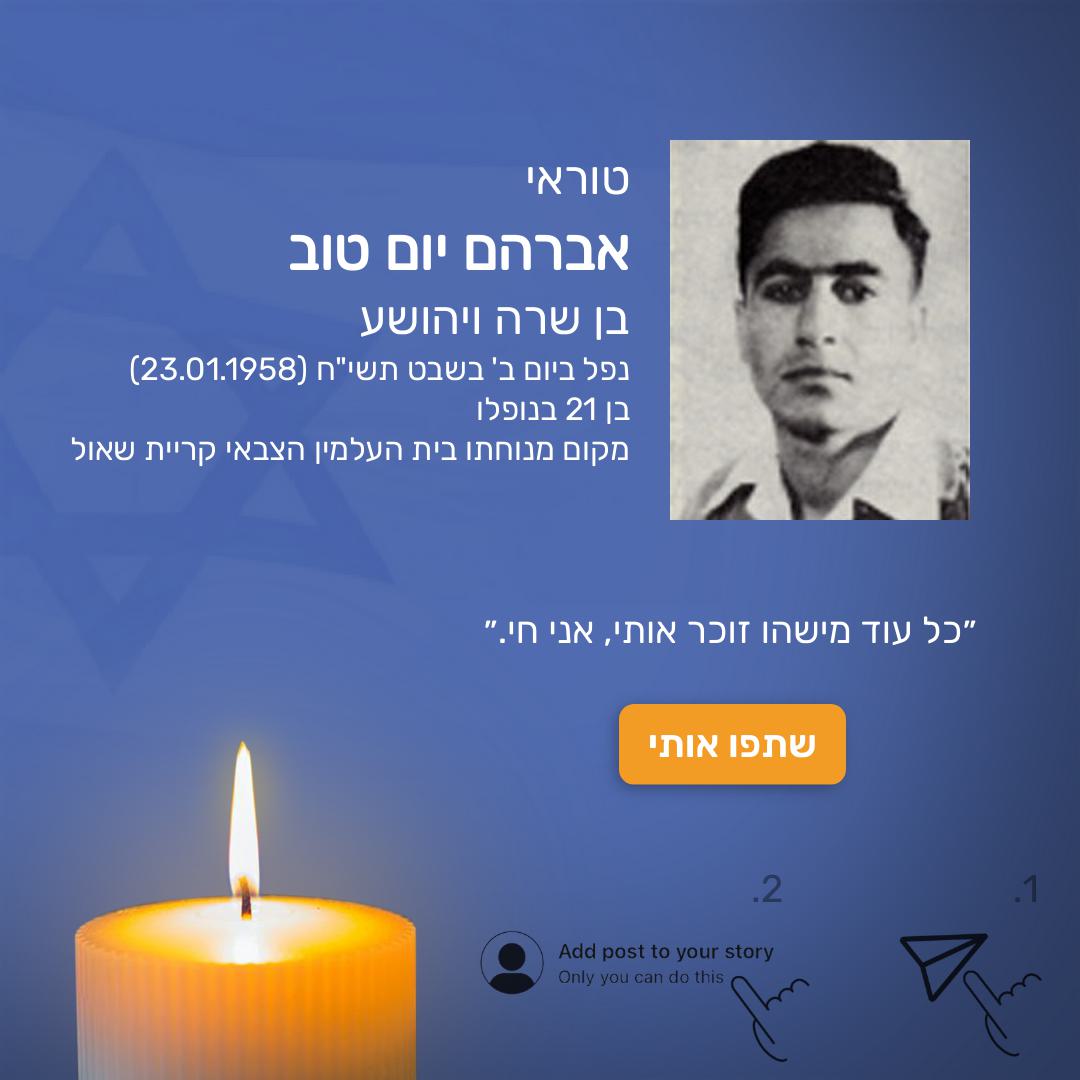 טוראי
אברהם יום טוב
בן שרה ויהושע
נפל ביום ב' בשבט תשי"ח (23.01.1958)
בן 21 בנופלו
מקום מנוחתו בית העלמין הצבאי קריית שאול
״כל עוד מישהו זוכר אותי, אני חי.״
שתפו אותי
.1
.2
Add post to your story
Only you can do this